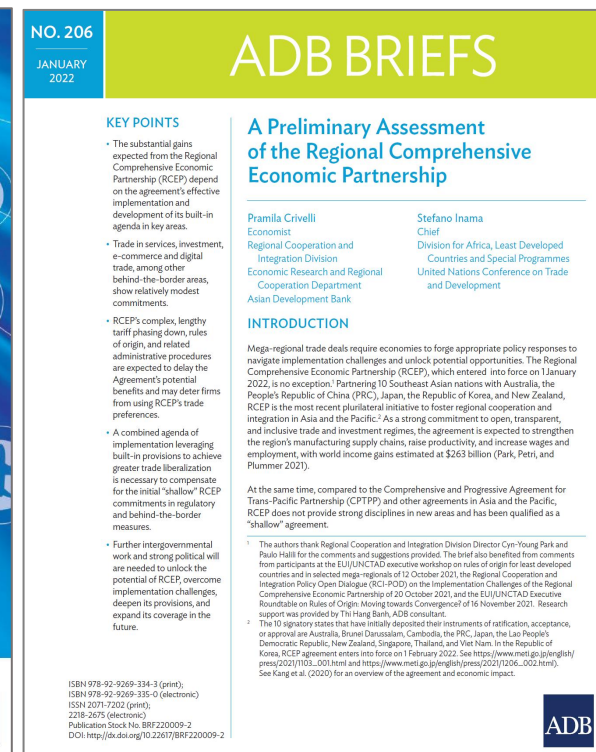 NO. 206
JANUARY
2022
ADB BRIEFS
KEY POINTS
• The substantial gains
expected from the Regional
Comprehensive Economic
Partnership (RCEP) depend
on the agreement's effective
implementation and
development of its built-in
agenda in key areas.
• Trade in services, investment,
e-commerce and digital
trade, among other
behind-the-border areas,
show relatively modest
commitments.
• RCEP's complex, lengthy
tariff phasing down, rules
of origin, and related
administrative procedures
are expected to delay the
Agreement's potential
benefits and may deter firms
from using RCEP's trade
preferences.
• A combined agenda of
implementation leveraging
built-in provisions to achieve
greater trade liberalization
is necessary to compensate
for the initial "shallow" RCEP
commitments in regulatory
and behind-the-border
measures.
• Further intergovernmental
work and strong political will
are needed to unlock the
potential of RCEP, overcome
implementation challenges,
deepen its provisions, and
expand its coverage in the
future.
ISBN 978-92-9269-334-3 (print);
ISBN 978-92-9269-335-0 (electronic)
ISSN 2071-7202 (print);
2218-2675 (electronic)
Publication Stock No. BRF220009-2
DOI: http://dx.doi.org/10.22617/BRF220009-2
A Preliminary Assessment
of the Regional Comprehensive
Economic Partnership
Pramila Crivelli
Economist
Regional Cooperation and
Integration Division
Economic Research and Regional
Cooperation Department
Asian Development Bank
Stefano Inama
Chief
Division for Africa, Least Developed
Countries and Special Programmes
United Nations Conference on Trade
and Development
INTRODUCTION
Mega-regional trade deals require economies to forge appropriate policy responses to
navigate implementation challenges and unlock potential opportunities. The Regional
Comprehensive Economic Partnership (RCEP), which entered into force on 1 January
2022, is no exception.¹ Partnering 10 Southeast Asian nations with Australia, the
People's Republic of China (PRC), Japan, the Republic of Korea, and New Zealand,
RCEP is the most recent plurilateral initiative to foster regional cooperation and
integration in Asia and the Pacific.² As a strong commitment to open, transparent,
and inclusive trade and investment regimes, the agreement is expected to strengthen
the region's manufacturing supply chains, raise productivity, and increase wages and
employment, with world income gains estimated at $263 billion (Park, Petri, and
Plummer 2021).
At the same time, compared to the Comprehensive and Progressive Agreement for
Trans-Pacific Partnership (CPTPP) and other agreements in Asia and the Pacific,
RCEP does not provide strong disciplines in new areas and has been qualified as a
"shallow" agreement.
¹ The authors thank Regional Cooperation and Integration Division Director Cyn-Young Park and
Paulo Halili for the comments and suggestions provided. The brief also benefited from comments
from participants at the EUI/UNCTAD executive workshop on rules of origin for least developed
countries and in selected mega-regionals of 12 October 2021, the Regional Cooperation and
Integration Policy Open Dialogue (RCI-POD) on the Implementation Challenges of the Regional
Comprehensive Economic Partnership of 20 October 2021, and the EUI/UNCTAD Executive
Roundtable on Rules of Origin: Moving towards Convergence? of 16 November 2021. Research
support was provided by Thi Hang Banh, ADB consultant.
² The 10 signatory states that have initially deposited their instruments of ratification, acceptance,
or approval are Australia, Brunei Darussalam, Cambodia, the PRC, Japan, the Lao People's
Democratic Republic, New Zealand, Singapore, Thailand, and Viet Nam. In the Republic of
Korea, RCEP agreement enters into force on 1 February 2022. See https://www.meti.go.jp/english/
press/2021/1103_001.html and https://www.meti.go.jp/english/press/2021/1206_002.html).
See Kang et al. (2020) for an overview of the agreement and economic impact.
ADB